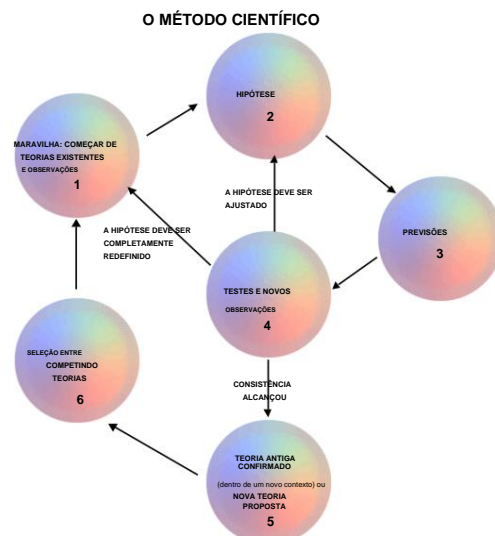 O MÉTODO CIENTÍFICO
MARAVILHA: COMEÇAR DE
TEORIAS EXISTENTES
E OBSERVAÇÕES
1
HIPÓTESE
2
A HIPÓTESE DEVE SER
AJUSTADO
A HIPÓTESE DEVE SER
COMPLETAMENTE
REDEFINIDO
PREVISÕES
3
TESTES E NOVOS
OBSERVAÇÕES
4
CONSISTÊNCIA
ALCANÇOU
TEORIA ANTIGA
CONFIRMADO
(dentro de um novo contexto) ou
NOVA TEORIA
PROPOSTA
5
SELEÇÃO ENTRE
COMPETINDO
TEORIAS
6